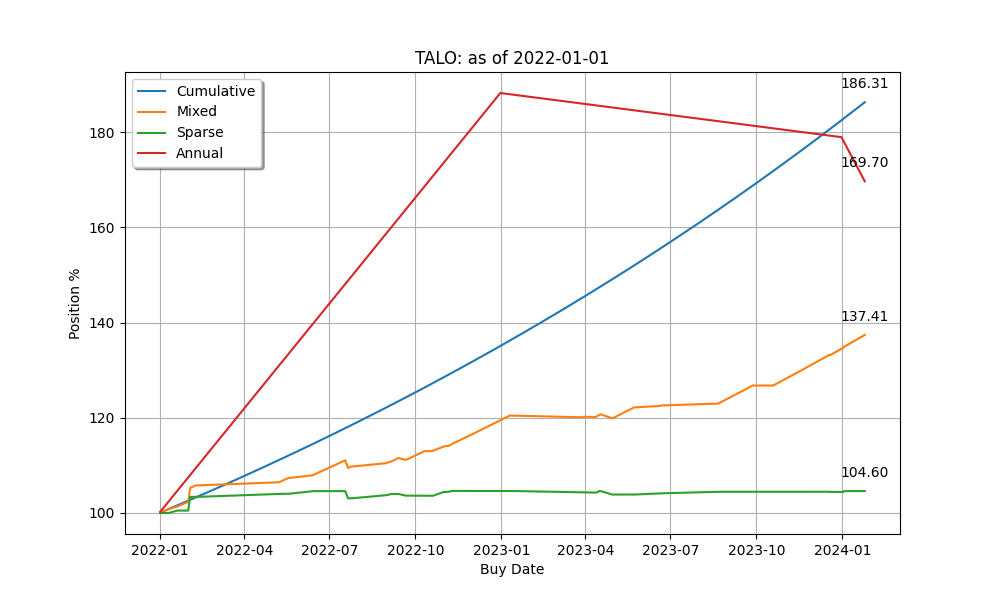 TALO: as of 2022-01-01
Cumulative
Mixed
Sparse
Annual
186.31
169.70
137.41
104.60
Position %
180
160
140
120
100
2022-01 2022-04 2022-07 2022-10 2023-01 2023-04 2023-07 2023-10 2024-01
Buy Date